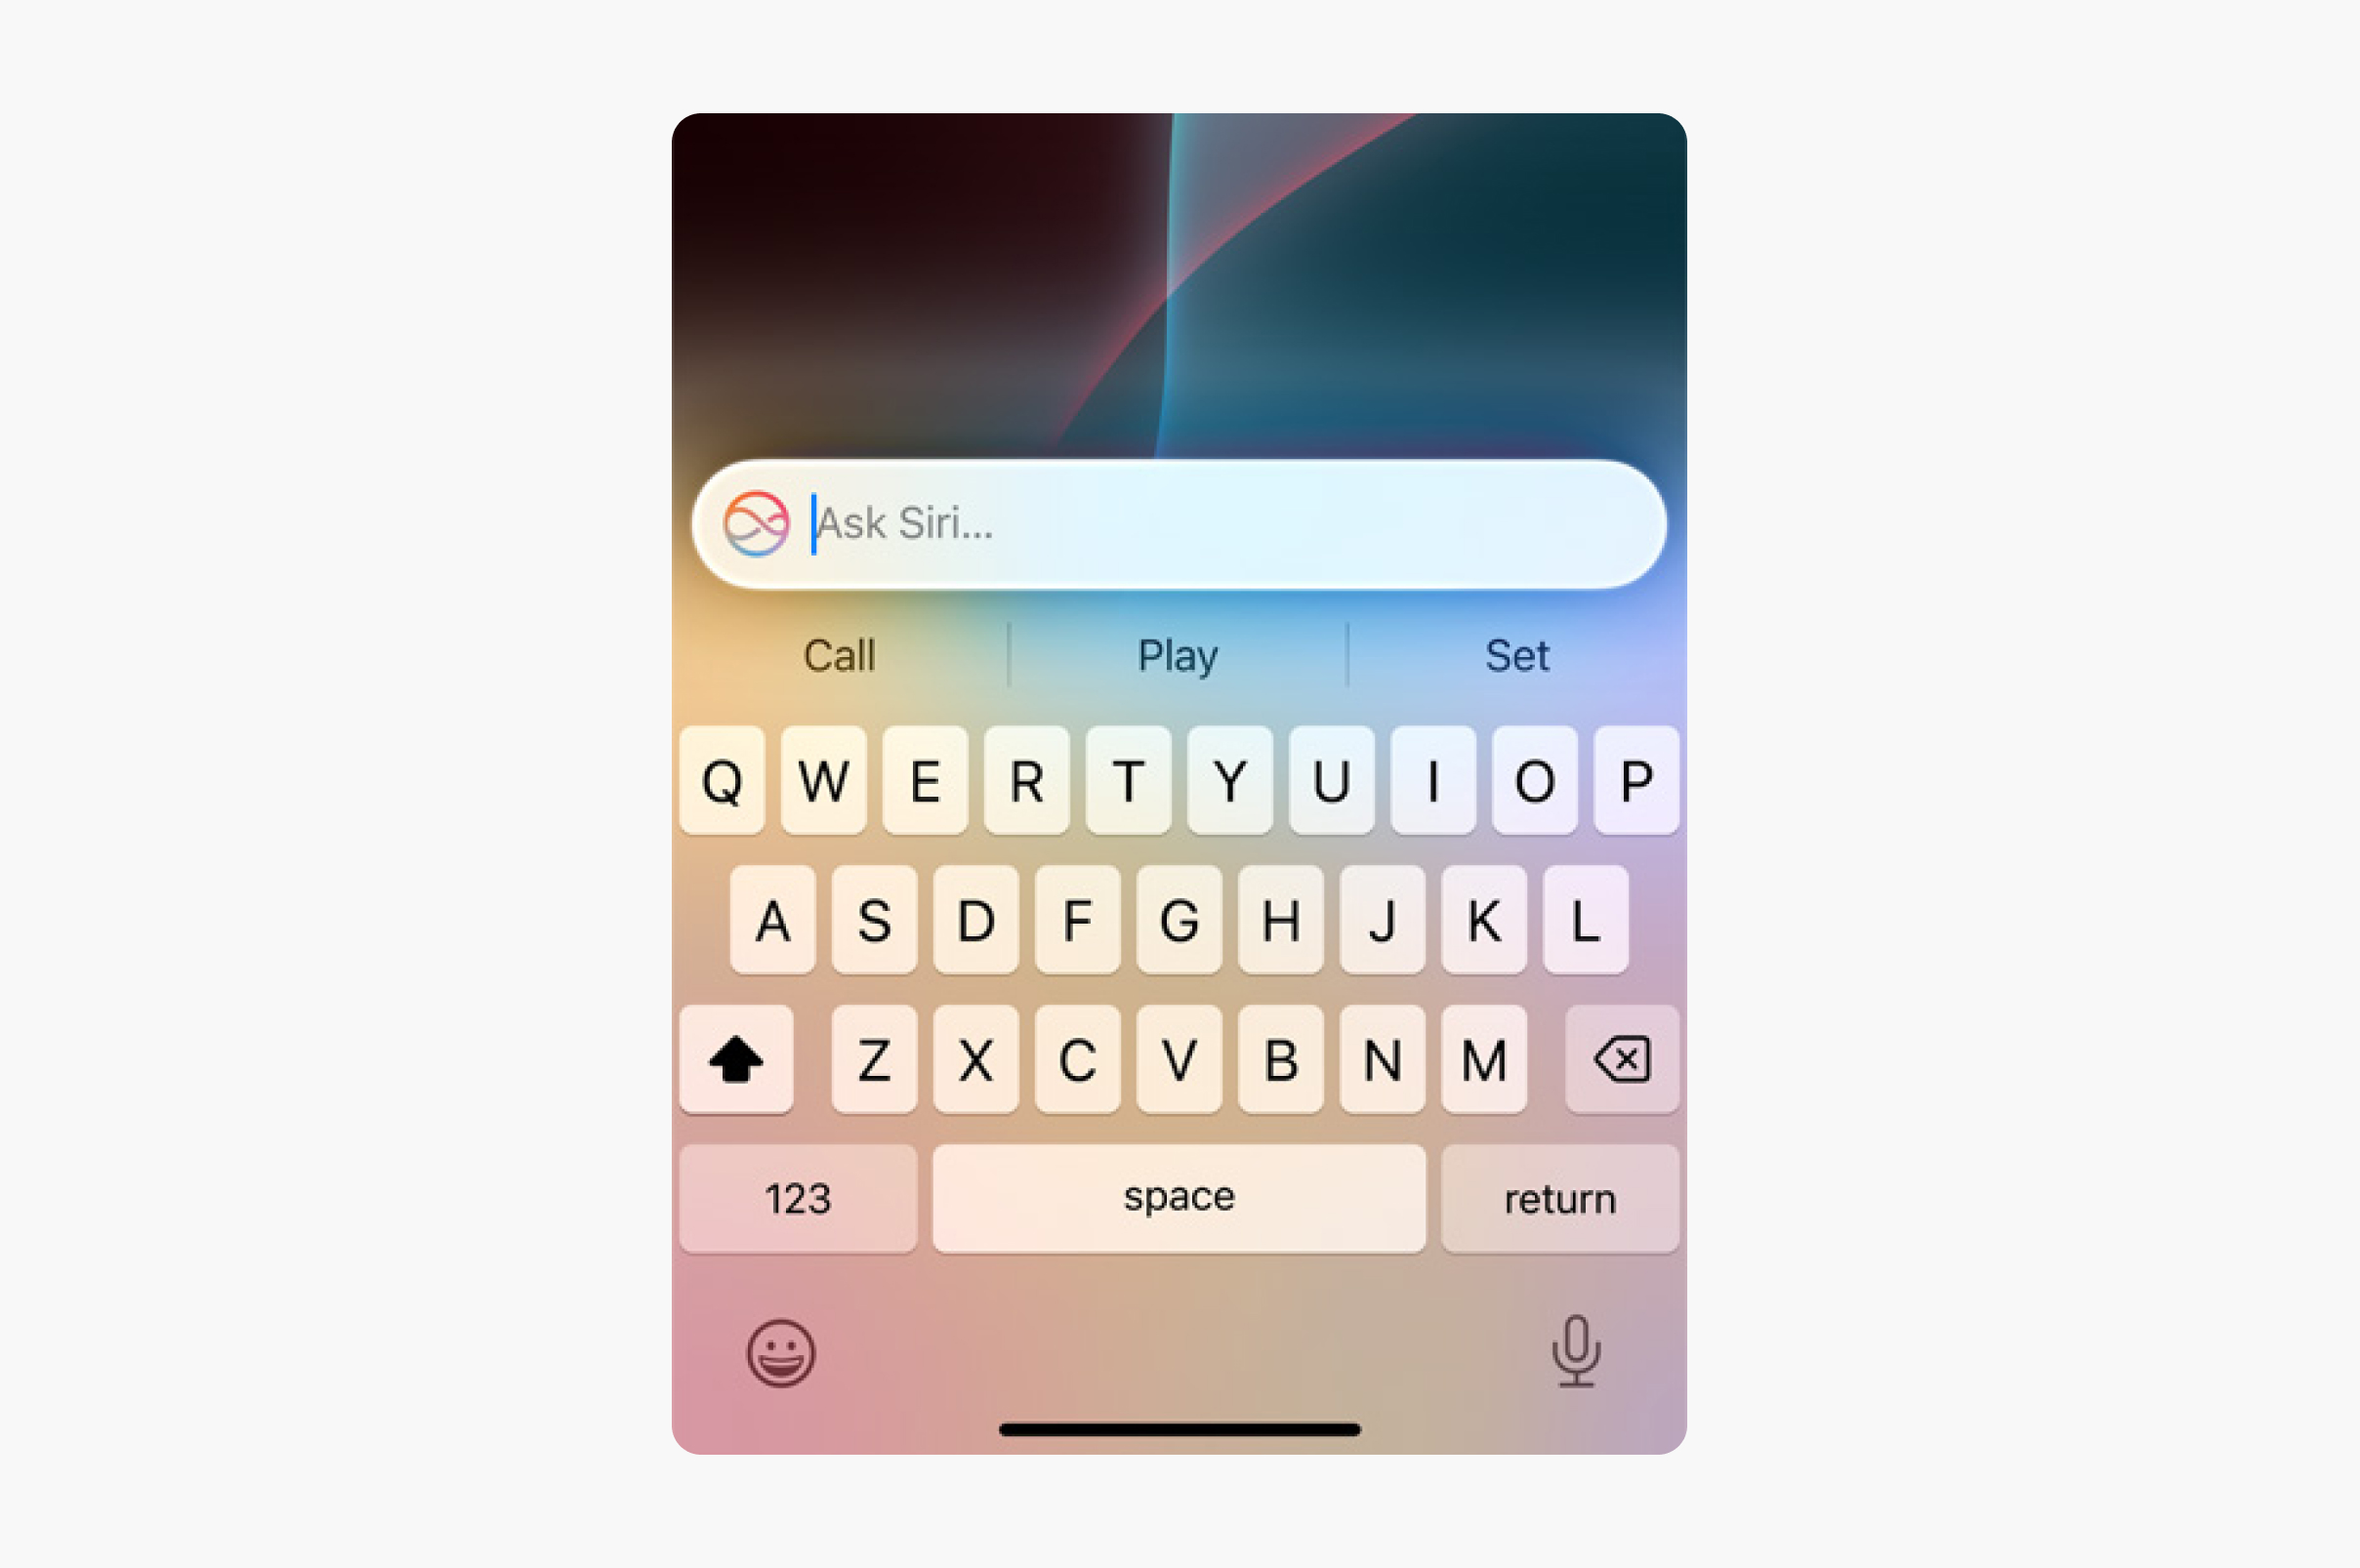 Ask Siri...
Call Play Set
Q W E R T Y U I O P
A S D F G H J K L
Z X C V B N M
123 space return